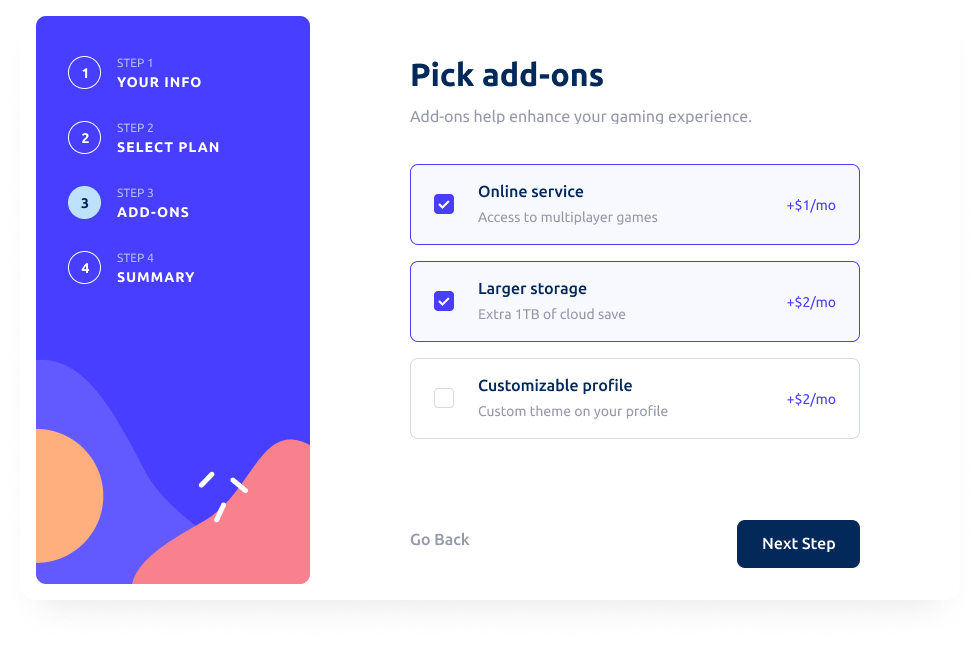 1
STEP 1
YOUR INFO
2
STEP 2
SELECT PLAN
3
STEP 3
ADD-ONS
4
STEP 4
SUMMARY
Pick add-ons
Add-ons help enhance your gaming experience.
Online service
Access to multiplayer games
+$1/mo
Larger storage
Extra 1TB of cloud save
+$2/mo
Customizable profile
Custom theme on your profile
+$2/mo
Go Back
Next Step